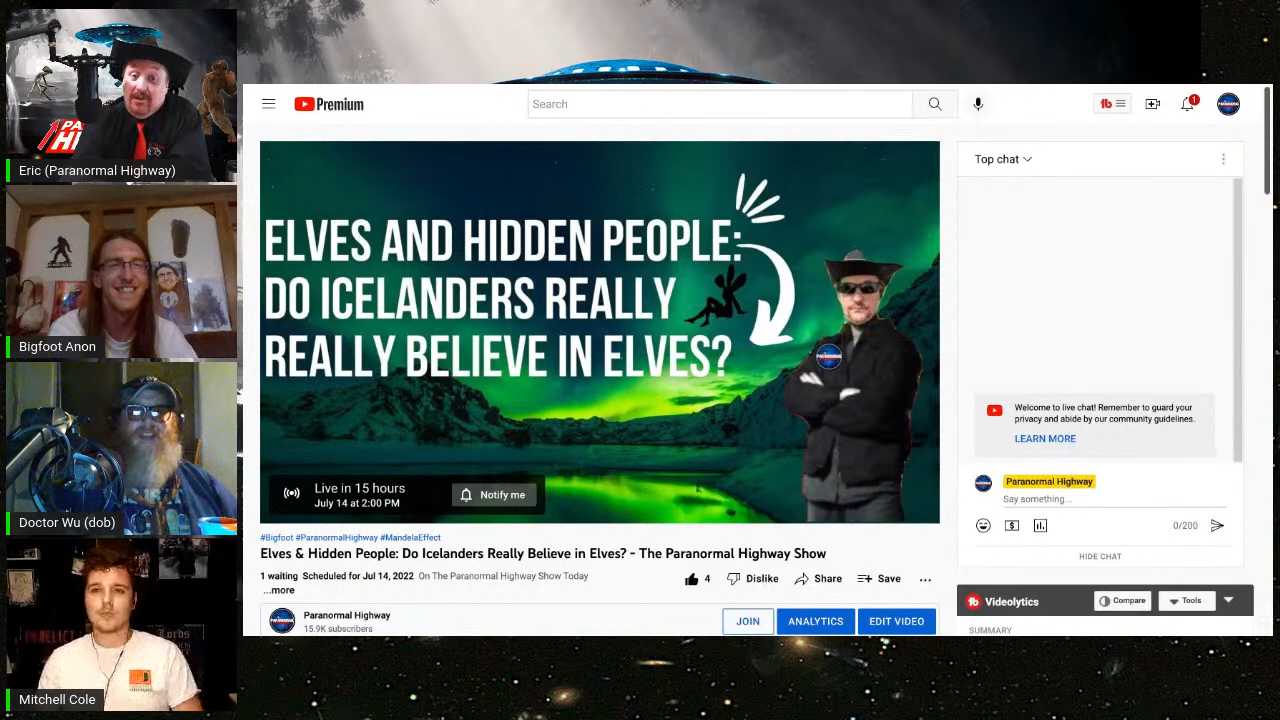 PA
HI
Eric (Paranormal Highway)
Bigfoot Anon
Doctor Wu (dob)
Mitchell Cole
Premium
Search
1
ELVES AND HIDDEN PEOPLE:
DO ICELANDERS REALLY
REALLY BELIEVE IN ELVES?
PARANORMAL
Live in 15 hours
July 14 at 2:00 PM
Notify me
#Bigfoot #ParanormalHighway #MandelaEffect
Elves & Hidden People: Do Icelanders Really Believe in Elves? - The Paranormal Highway Show
1 waiting Scheduled for Jul 14, 2022 On The Paranormal Highway Show Today
...more
4
Dislike
Share
Save
Paranormal Highway
15.9K subscribers
JOIN
ANALYTICS
EDIT VIDEO
Top chat
Welcome to live chat! Remember to guard your
privacy and abide by our community guidelines.
LEARN MORE
Paranormal Highway
Say something...
0/200
HIDE CHAT
tb Videolytics
Compare
Tools
SUMMARY